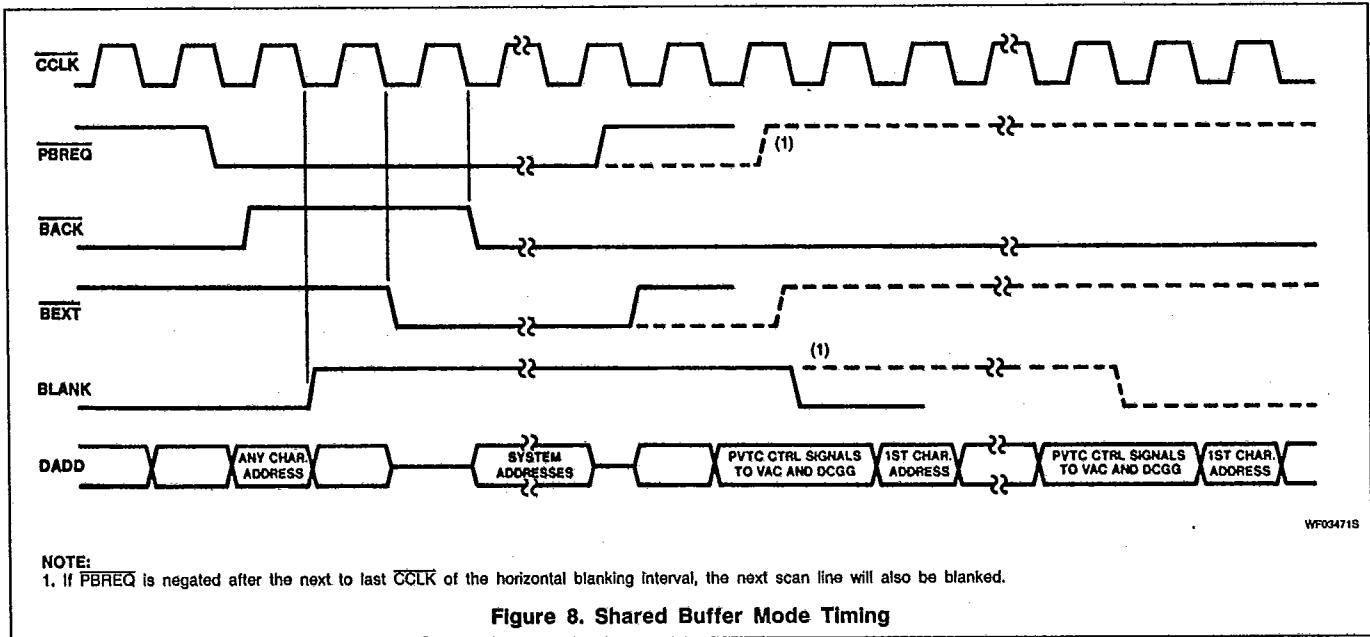 CCLK
PBREQ
(1)
BACK
BEXT
BLANK
(1)
DADD
ANY CHAR.
ADDRESS
SYSTEM
ADDRESSES
PVTC CTRL SIGNALS
TO VAC AND DCGG
1ST CHAR.
ADDRESS
PVTC CTRL SIGNALS
TO VAC AND DCGG
1ST CHAR.
ADDRESS
WF03471S
NOTE:
1. If PBREQ is negated after the next to last CCLK of the horizontal blanking interval, the next scan line will also be blanked.
Figure 8. Shared Buffer Mode Timing